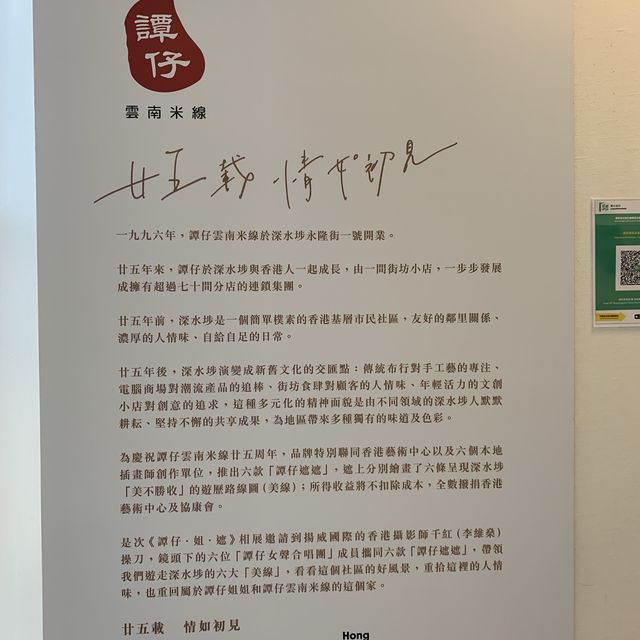 譚仔
雲南米線
廿五載 情如初見
一九九六年，譚仔雲南米線於深水埗永隆街一號開業。
廿五年來，譚仔於深水埗與香港人一起成長，由一間街坊小店，一步步發展
成擁有超過七十間分店的連鎖集團。
廿五年前，深水埗是一個簡單樸素的香港基層市民社區，友好的鄰里關係、
濃厚的人情味、自給自足的日常。
廿五年後，深水埗演變成新舊文化的交匯點：傳統布行對手工藝的專注、
電腦商場對潮流產品的追棒、街坊食肆對顧客的人情味、年輕活力的文創
小店對創意的追求，這種多元化的精神面貌是由不同領域的深水埗人默默
耕耘、堅持不懈的共享成果，為地區帶來多種獨有的味道及色彩。
為慶祝譚仔雲南米線廿五周年，品牌特別聯同香港藝術中心以及六個本地
插畫師創作單位，推出六款「譚仔遮遮」，遮上分別繪畫了六條呈現深水埗
「美不勝收」的遊歷路線圖（美線）；所得收益將不扣除成本，全數撥捐香港
藝術中心及協康會。
是次《譚仔．姐．遮》相展邀請到揚威國際的香港攝影師千紅（李維燊）
操刀，鏡頭下的六位「譚仔女聲合唱團」成員攜同六款「譚仔遮遮」，帶領
我們遊走深水埗的六大「美線」，看看這個社區的好風景，重拾這裡的人情
味，也重回屬於譚仔姐姐和譚仔雲南米線的這個家。
廿五載 情如初見
Hong